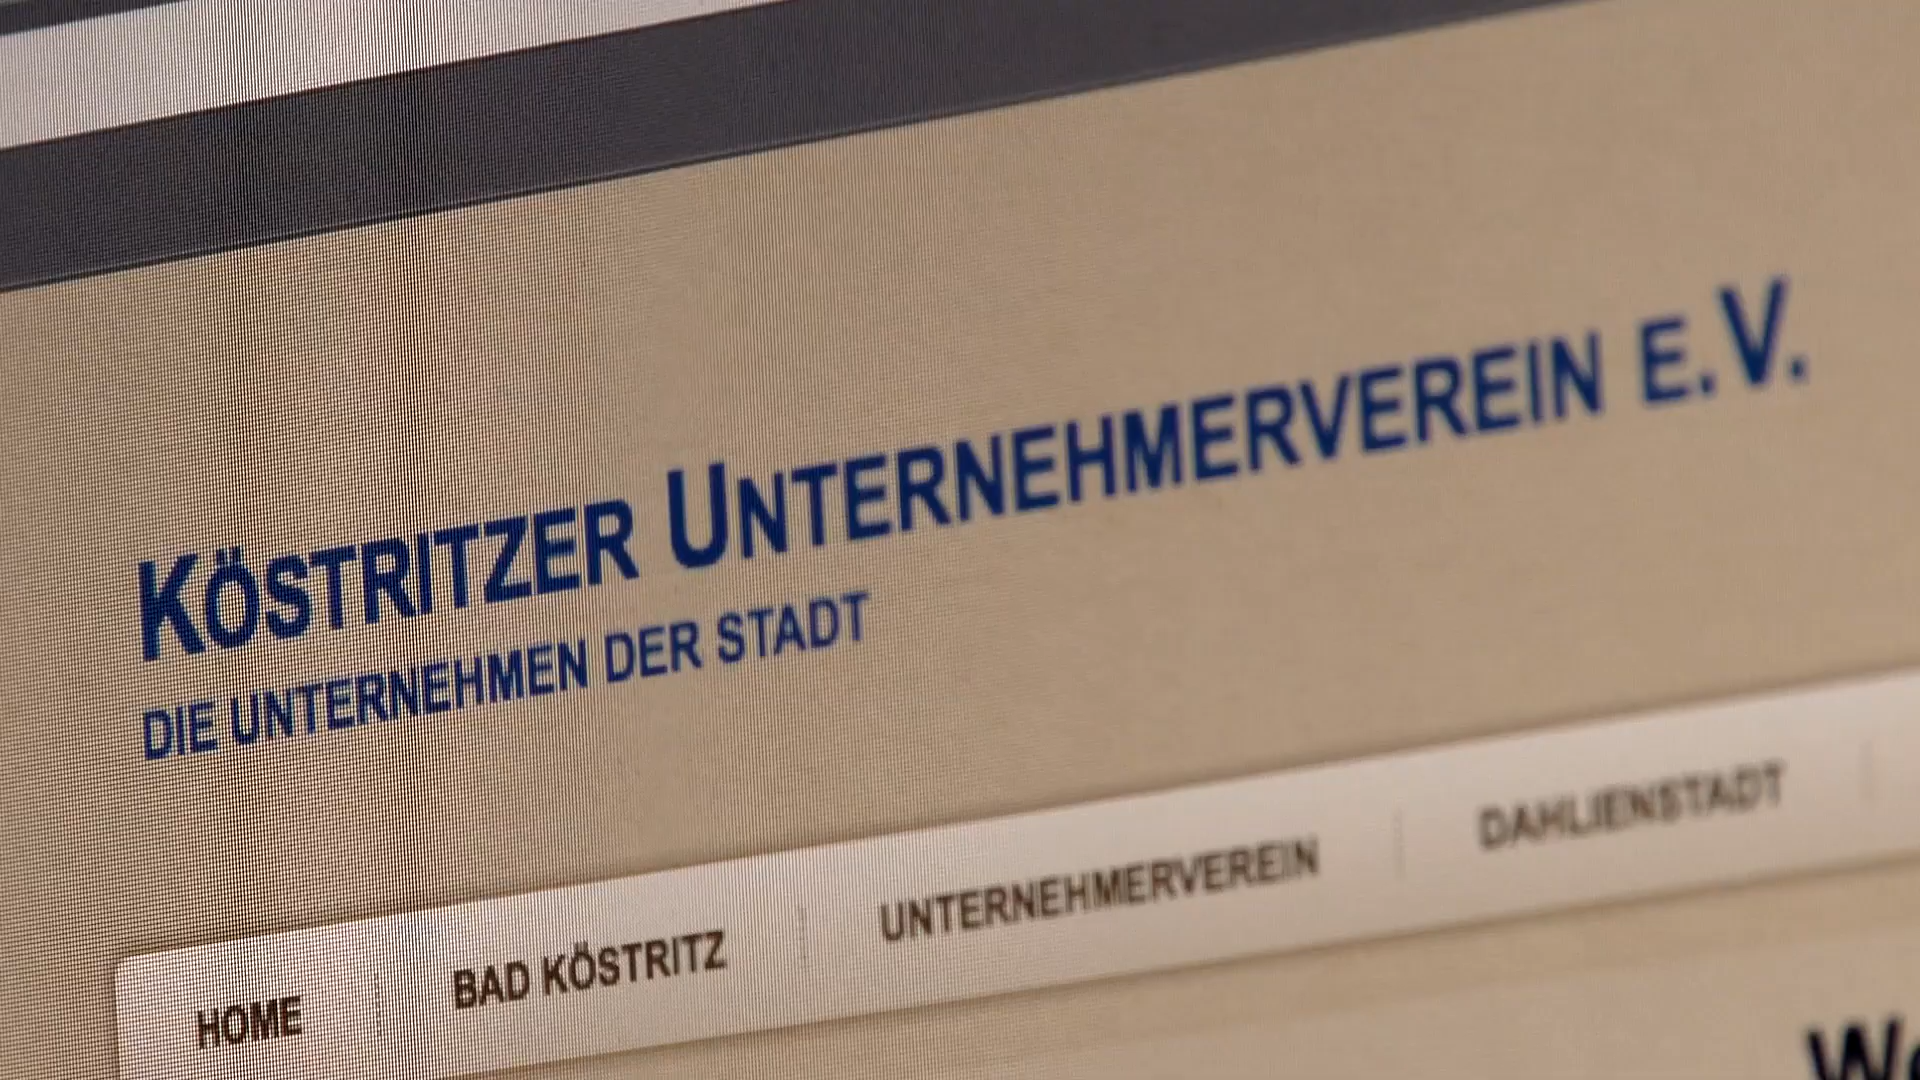 KÖSTRITZER UNTERNEHMERVEREIN E.V.
DIE UNTERNEHMEN DER STADT
HOME BAD KÖSTRITZ UNTERNEHMERVEREIN DAHLIENSTADT